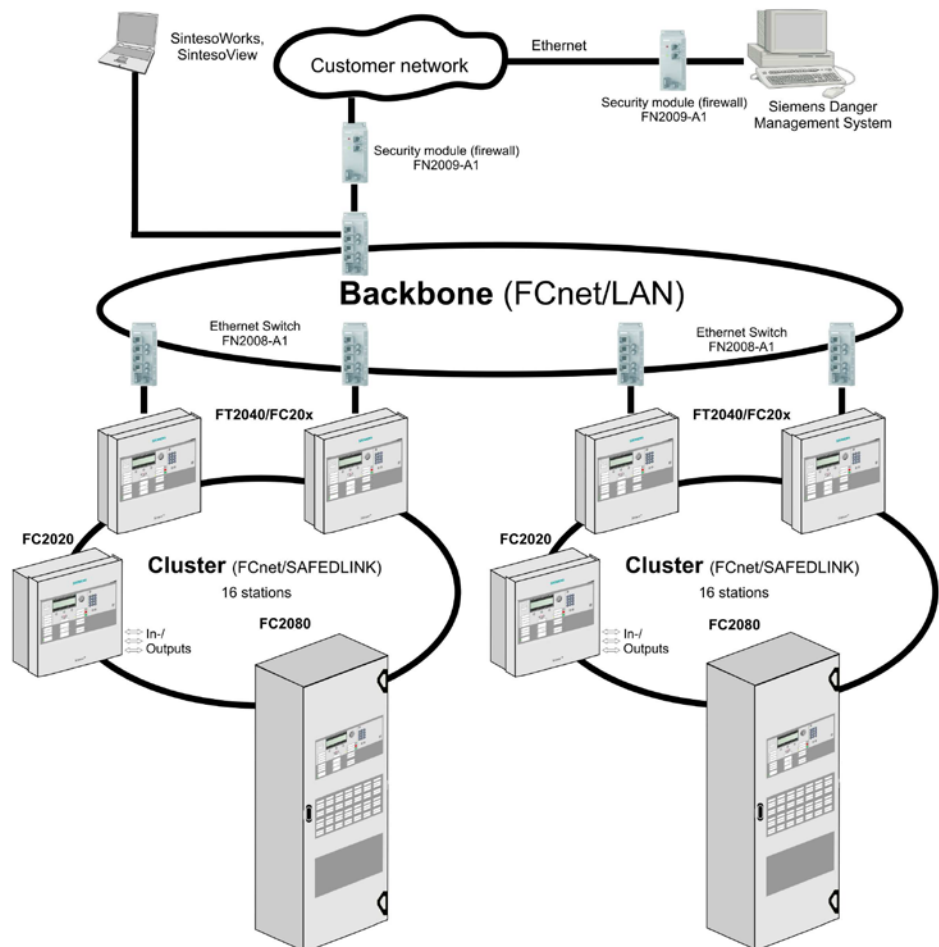 SintesoWorks,
SintesoView
Customer network
Ethernet
Security module (firewall)
FN2009-A1
Siemens Danger
Management System
Security module (firewall)
FN2009-A1
Backbone (FCnet/LAN)
Ethernet Switch
FN2008-A1
Ethernet Switch
FN2008-A1
FT2040/FC20x
FT2040/FC20x
FC2020
Cluster (FCnet/SAFEDLINK)
16 stations
FC2080
In-/
Outputs
FC2020
Cluster (FCnet/SAFEDLINK)
16 stations
FC2080
In-/
Outputs